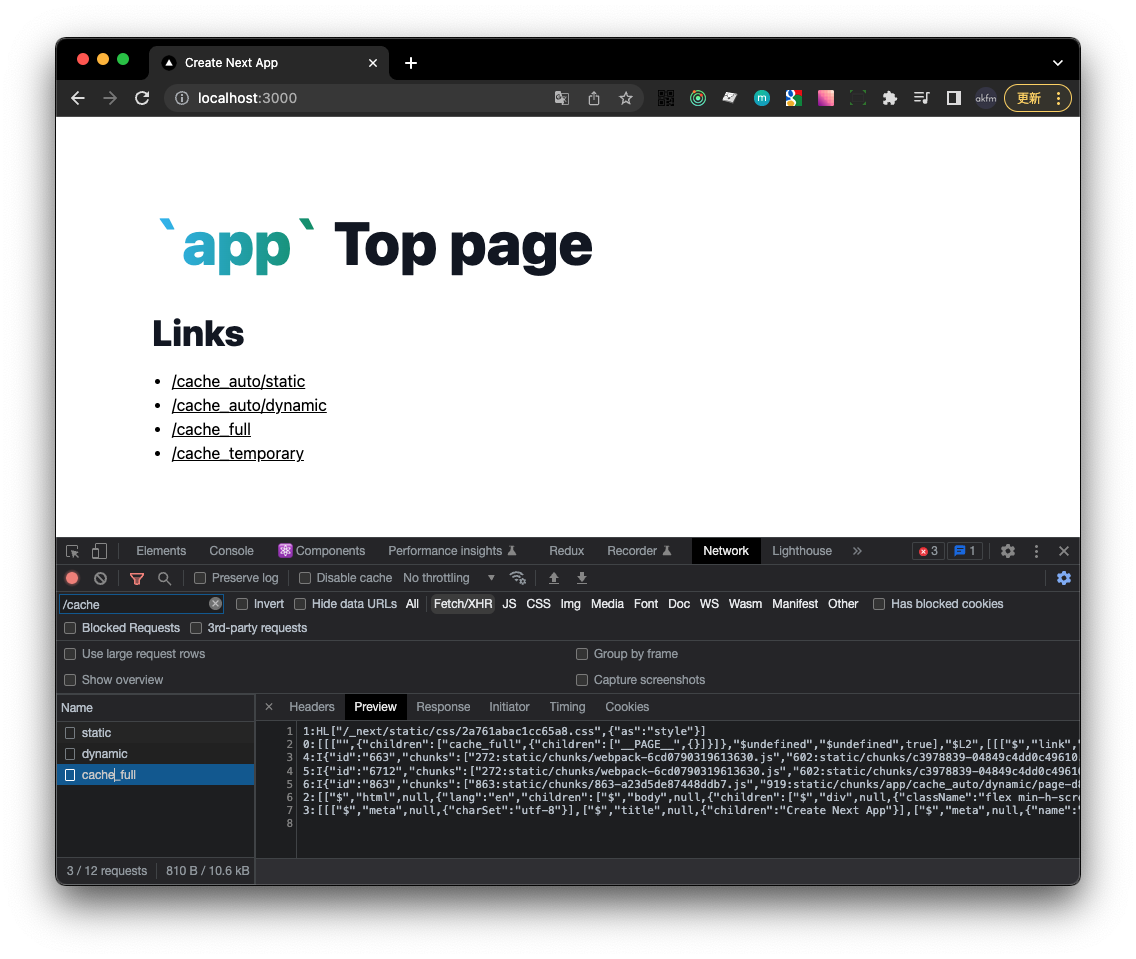 Create Next App
localhost:3000
m
G
akfm
更新
`app` Top page
Links
• /cache_auto/static
• /cache_auto/dynamic
• /cache_full
• /cache_temporary
Elements Console Components Performance insights Redux Recorder Network Lighthouse » 3 1
Preserve log Disable cache No throttling
/cache Invert Hide data URLs All Fetch/XHR JS CSS Img Media Font Doc WS Wasm Manifest Other Has blocked cookies
Blocked Requests 3rd-party requests
Use large request rows Group by frame
Show overview Capture screenshots
Name Headers Preview Response Initiator Timing Cookies
static
dynamic
cache_full
1 1:HL["/_next/static/css/2a761abac1cc65a8.css",{"as":"style"}]
2 0:[[["",{"children":["cache_full",{"children":["__PAGE__",{}]}]},"$undefined","$undefined",true],"$L2",[[["$","link",
3 4:I{"id":"663","chunks":["272:static/chunks/webpack-6cd0790319613630.js","602:static/chunks/c3978839-04849c4dd0c49610.
4 5:I{"id":"6712","chunks":["272:static/chunks/webpack-6cd0790319613630.js","602:static/chunks/c3978839-04849c4dd0c4961
5 6:I{"id":"863","chunks":["863:static/chunks/863-a23d5de87448ddb7.js","919:static/chunks/app/cache_auto/dynamic/page-d8
6 2:[["$","html",null,{"lang":"en","children":["$","body",null,{"children":["$","div",null,{"className":"flex min-h-scre
7 3:[[["$","meta",null,{"charSet":"utf-8"}],["$","title",null,{"children":"Create Next App"}],["$","meta",null,{"name":"
8
3 / 12 requests 810 B / 10.6 kB